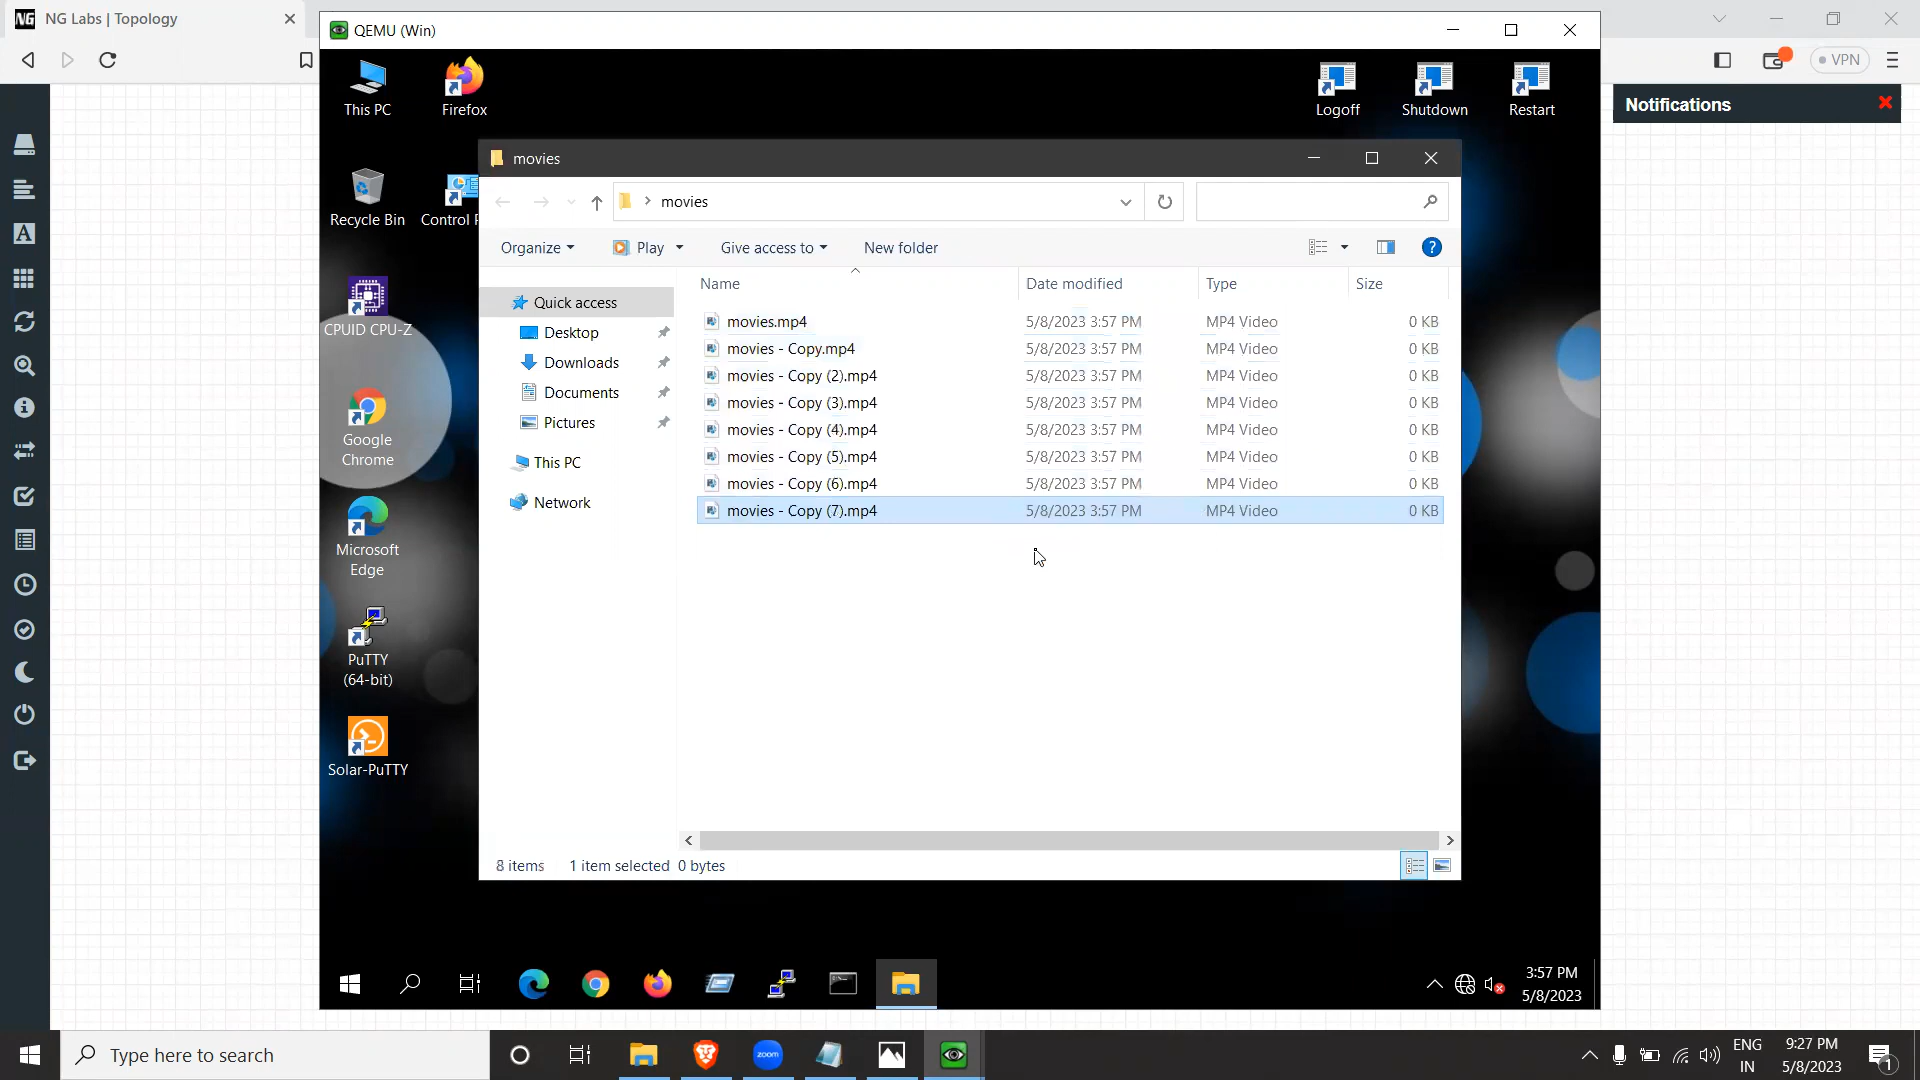 NG Labs | Topology
VPN
Notifications
QEMU (Win)
This PC
Firefox
Logoff
Shutdown
Restart
Recycle Bin
Control P
CPUID CPU-Z
Google
Chrome
Microsoft
Edge
PuTTY
(64-bit)
Solar-PuTTY
movies
movies
Organize
Play
Give access to
New folder
Quick access
Desktop
Downloads
Documents
Pictures
This PC
Network
Name Date modified Type Size
movies.mp4 5/8/2023 3:57 PM MP4 Video 0 KB
movies - Copy.mp4 5/8/2023 3:57 PM MP4 Video 0 KB
movies - Copy (2).mp4 5/8/2023 3:57 PM MP4 Video 0 KB
movies - Copy (3).mp4 5/8/2023 3:57 PM MP4 Video 0 KB
movies - Copy (4).mp4 5/8/2023 3:57 PM MP4 Video 0 KB
movies - Copy (5).mp4 5/8/2023 3:57 PM MP4 Video 0 KB
movies - Copy (6).mp4 5/8/2023 3:57 PM MP4 Video 0 KB
movies - Copy (7).mp4 5/8/2023 3:57 PM MP4 Video 0 KB
8 items 1 item selected 0 bytes
3:57 PM
5/8/2023
Type here to search
zoom
ENG
IN
9:27 PM
5/8/2023
1